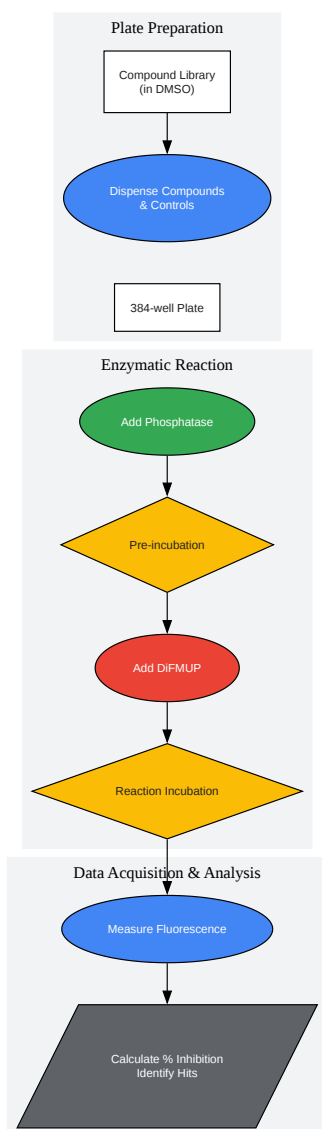 Plate Preparation
Compound Library
(in DMSO)
Dispense Compounds
& Controls
384-well Plate
Enzymatic Reaction
Add Phosphatase
Pre-incubation
Add DiFMUP
Reaction Incubation
Data Acquisition & Analysis
Measure Fluorescence
Calculate % Inhibition
Identify Hits